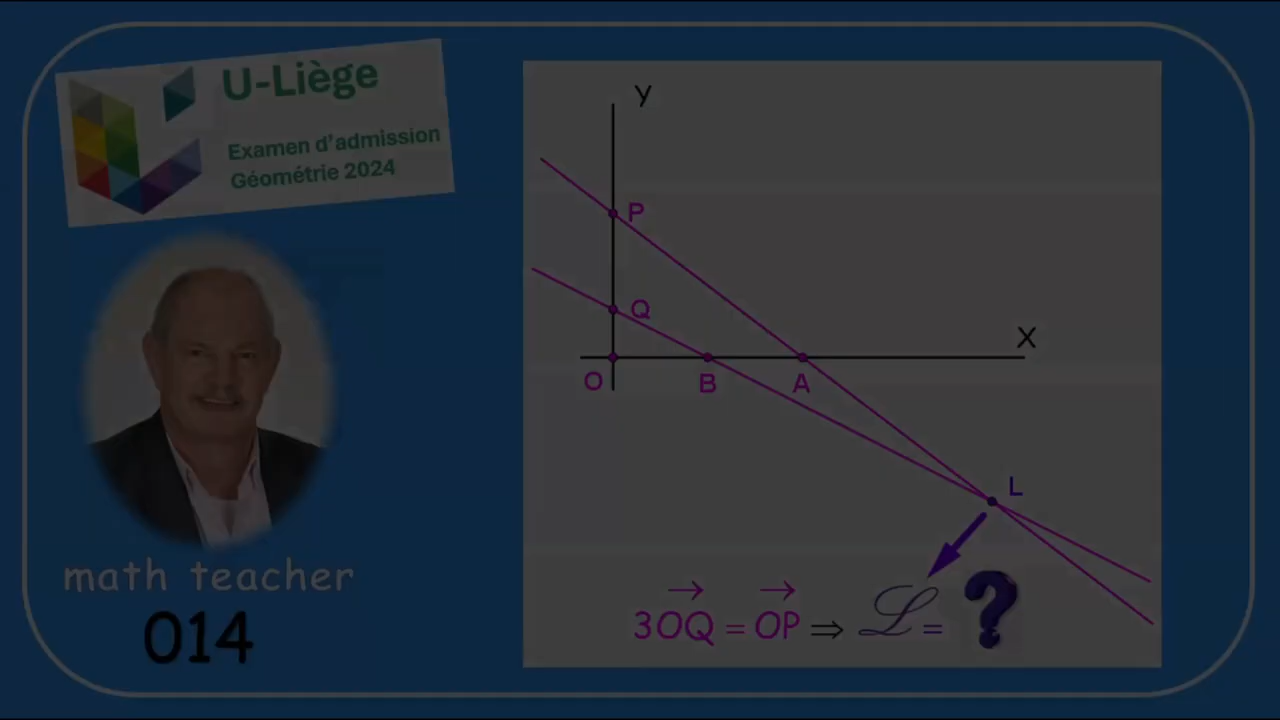 U-Liège
Examen d'admission
Géométrie 2024
math teacher
014
y
P
Q
X
O
B
A
L
3OQ = OP ⇒ ℒ = ?